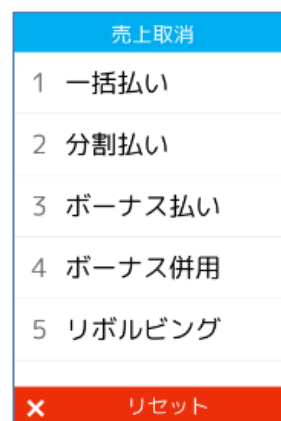 売上取消
1 一括払い
2 分割払い
3 ボーナス払い
4 ボーナス併用
5 リボルビング
× リセット